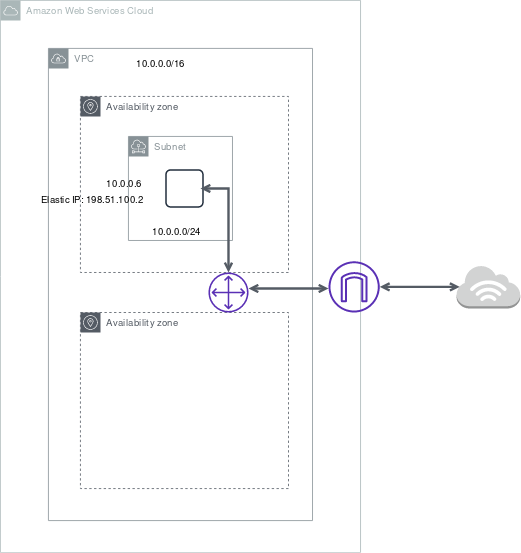 Amazon Web Services Cloud
VPC
10.0.0.0/16
Availability zone
Subnet
10.0.0.6
Elastic IP: 198.51.100.2
10.0.0.0/24
Availability zone